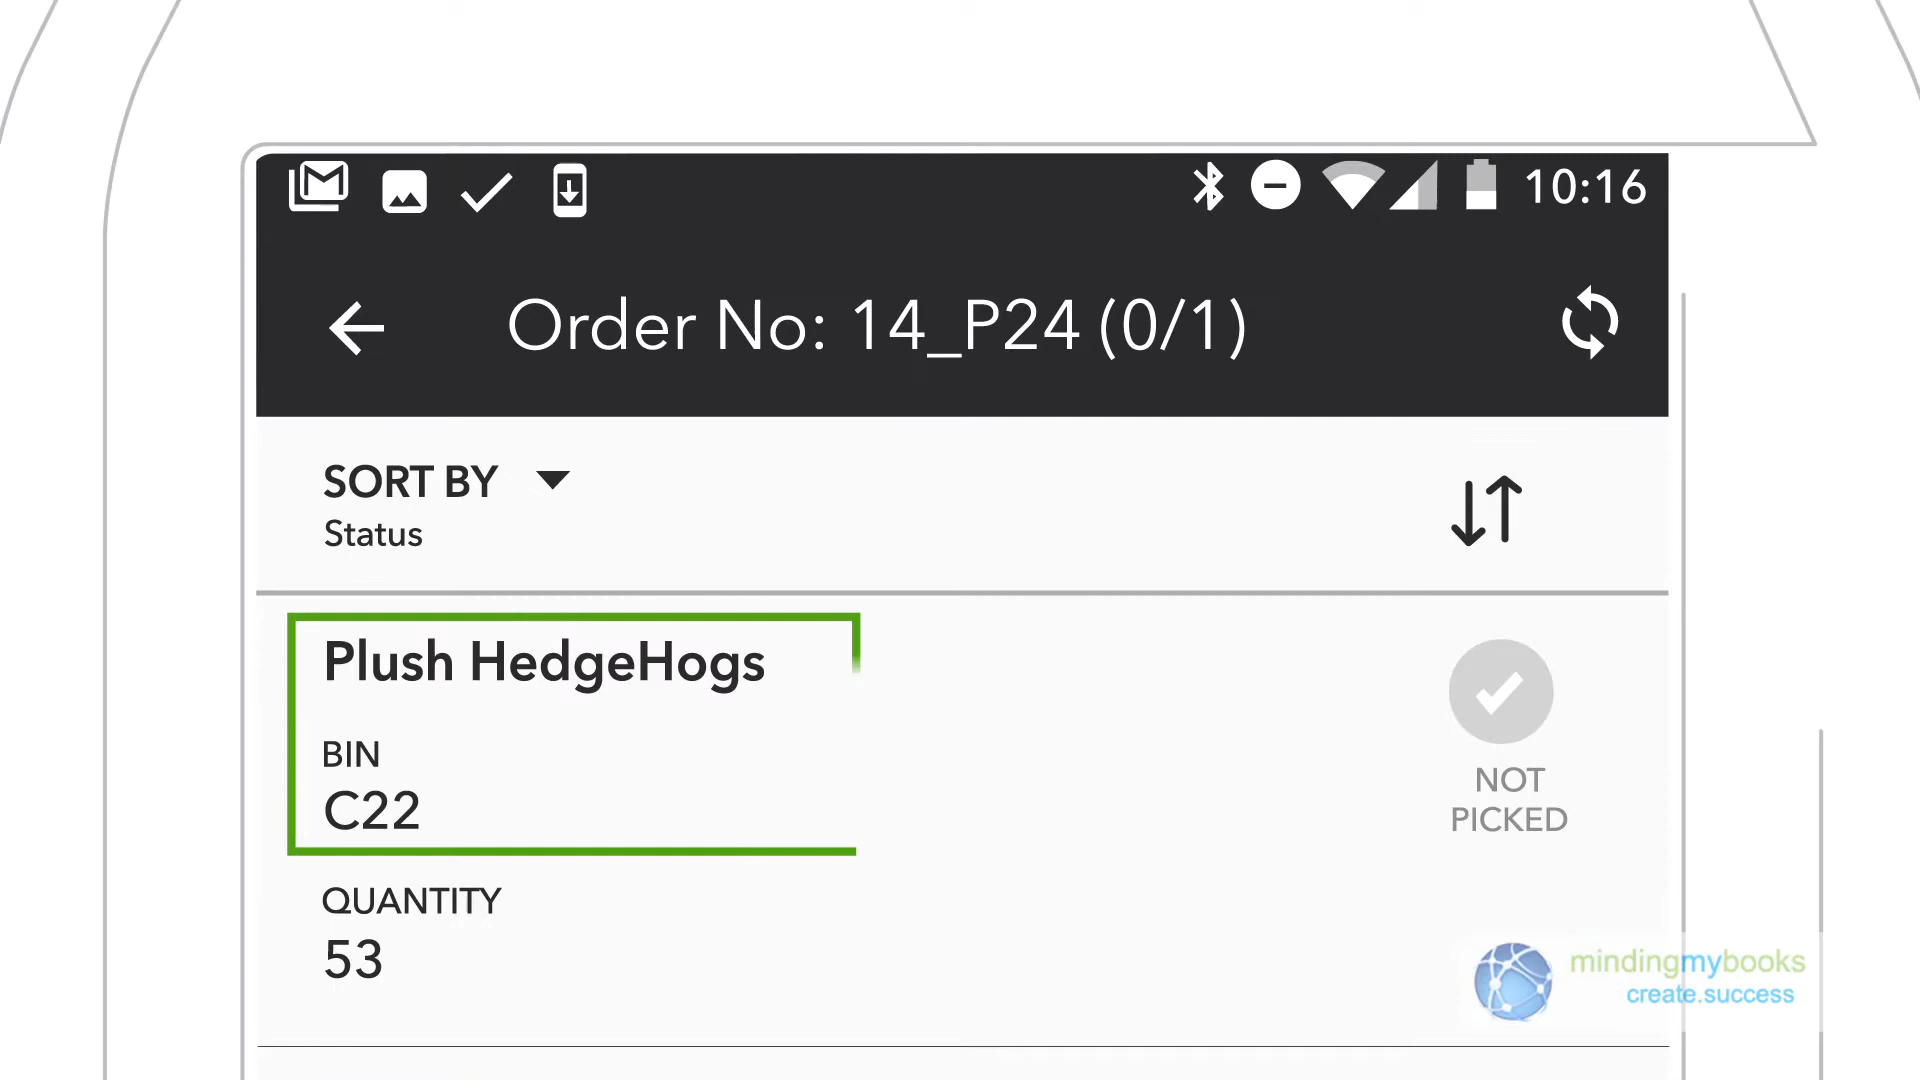 10:16
Order No: 14_P24 (0/1)
SORT BY
Status
Plush HedgeHogs
BIN
C22
NOT
PICKED
QUANTITY
53
mindingmybooks
create.success